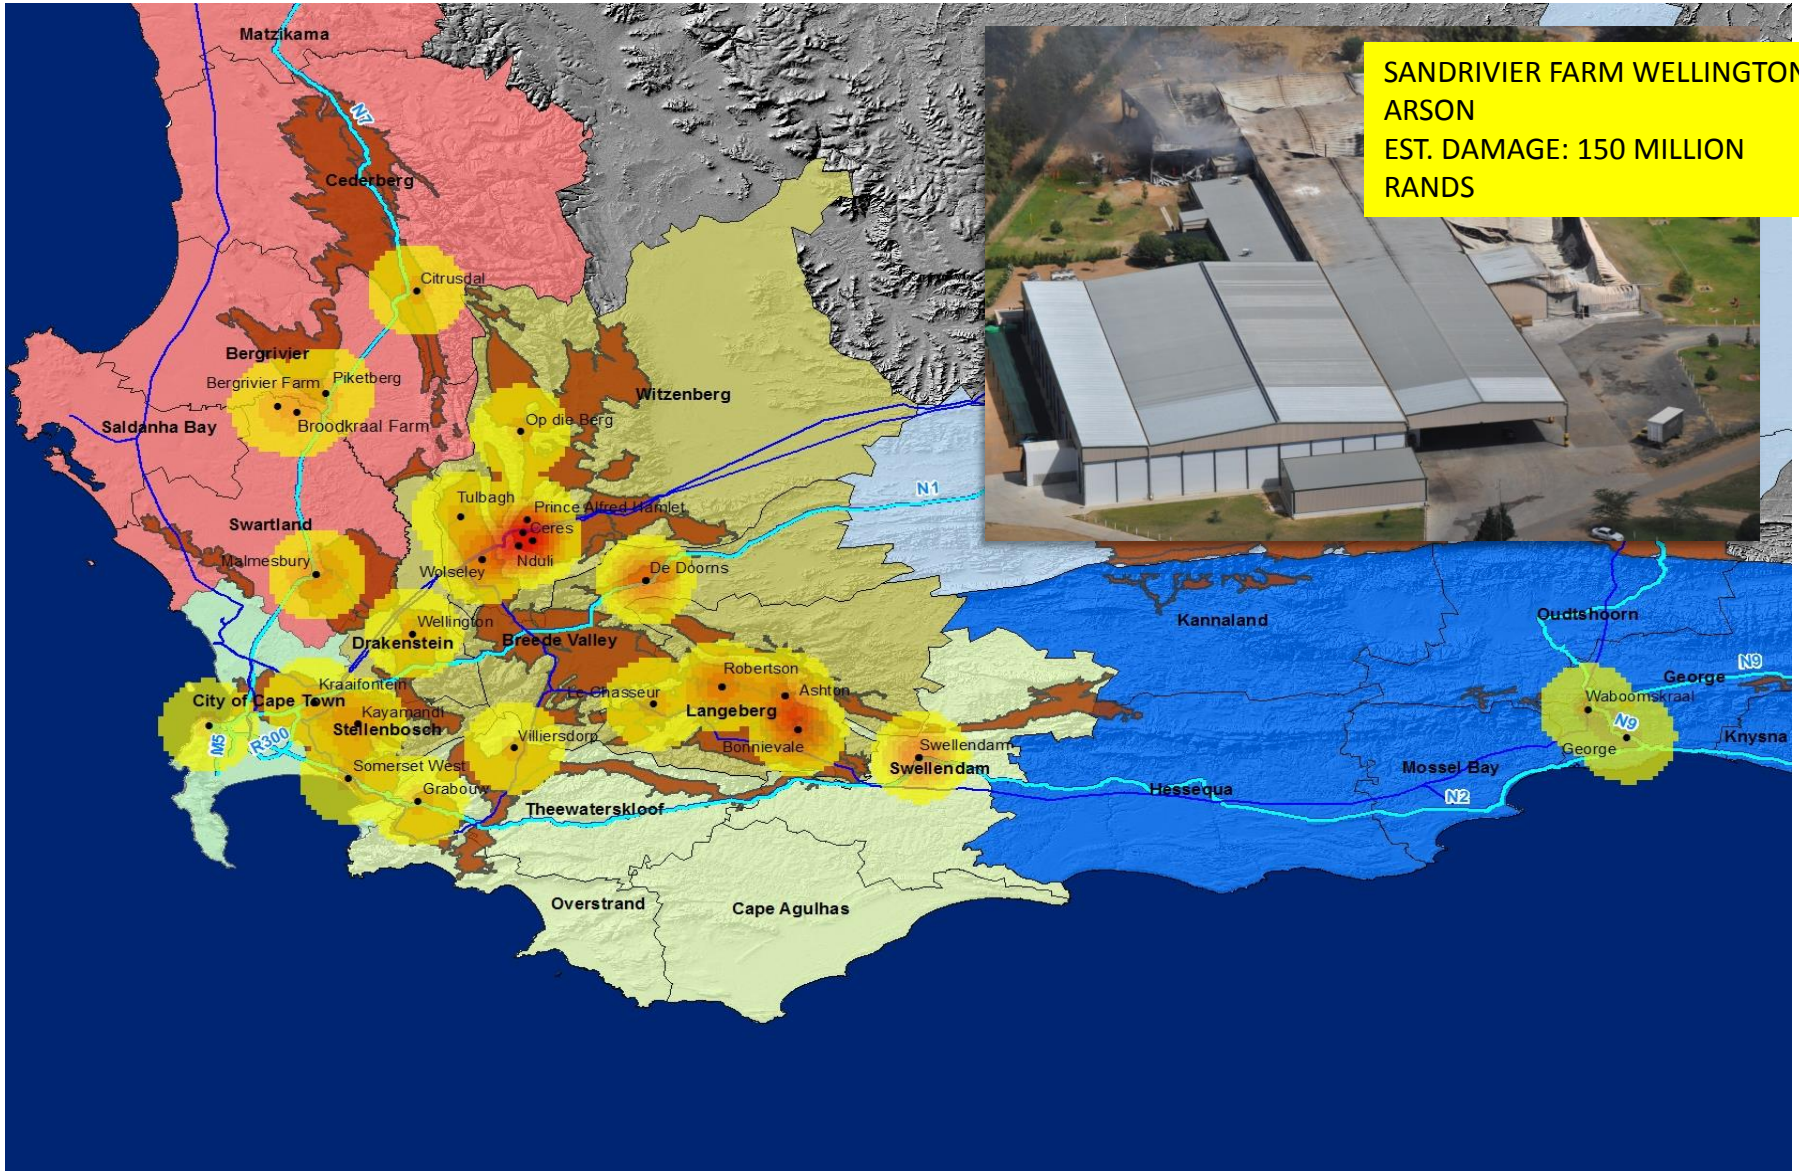 SANDRIVIER FARM WELLINGTON
ARSON
EST. DAMAGE: 150 MILLION
RANDS
Matzikama
N7
Cederberg
Citrusdal
Bergrivier
Bergrivier Farm
Piketberg
Broodkraal Farm
Saldanha Bay
Witzenberg
Op die Berg
N1
Tulbagh
Prince Alfred Hamlet
Ceres
Swartland
Malmesbury
Wolseley
Nduli
De Doorns
Wellington
Drakenstein
Breede Valley
Kannaland
Oudtshoorn
Kraaifontein
City of Cape Town
Kayamandi
Stellenbosch
Le Chasseur
Robertson
Ashton
Langeberg
Bonnievale
N9
George
Waboomskraal
N9
George
Knysna
M5
R300
Villiersdorp
Swellendam
Swellendam
Mossel Bay
Somerset West
Grabouw
Theewaterskloof
Hessequa
N2
Overstrand
Cape Agulhas